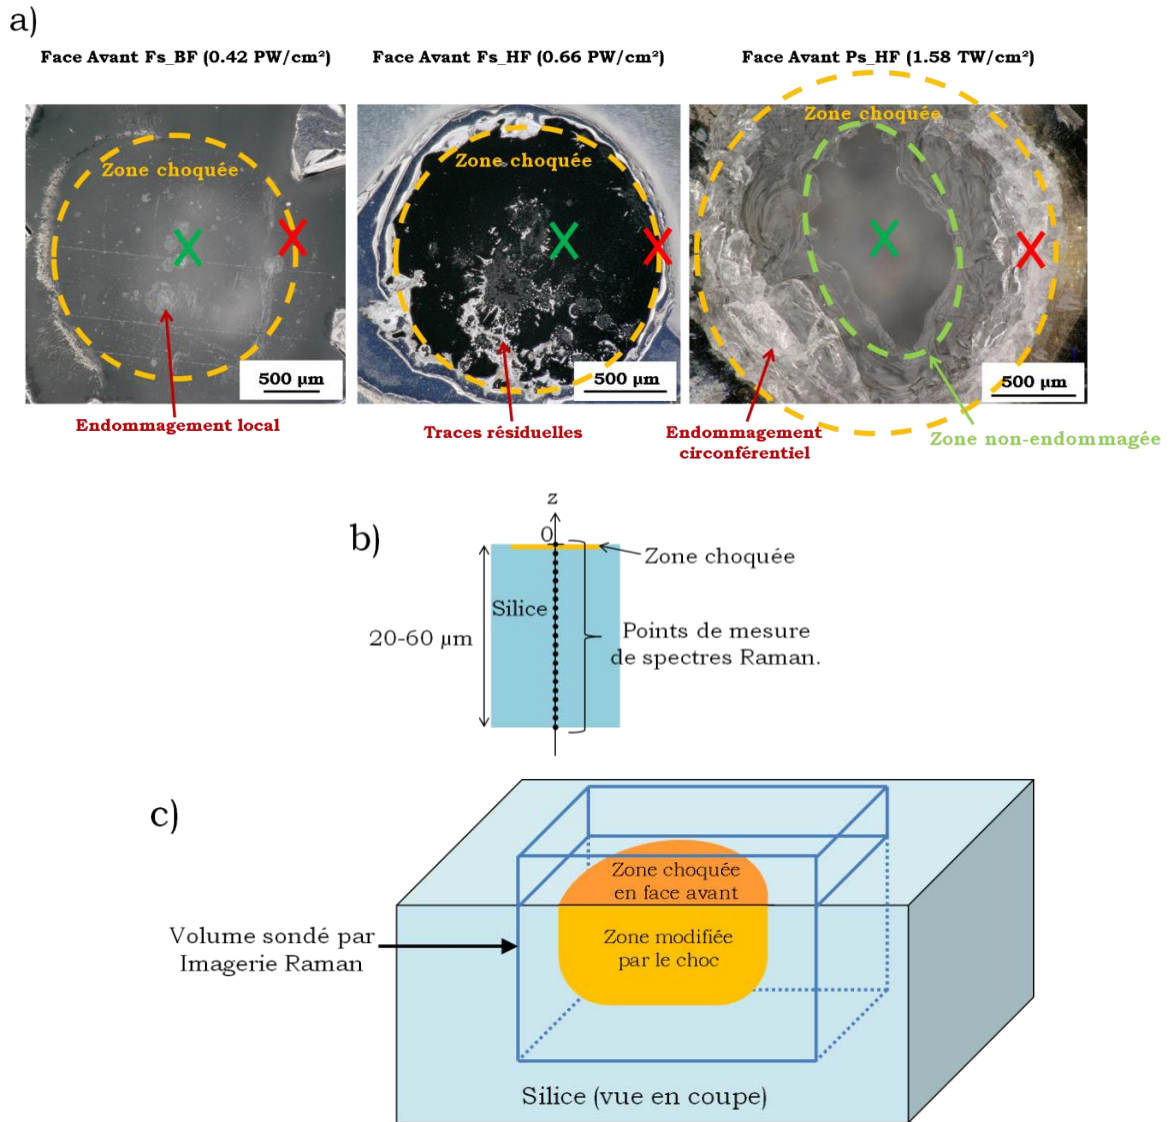 a)
Face Avant Fs_BF (0.42 PW/cm²)
Face Avant Fs_HF (0.66 PW/cm²)
Face Avant Ps_HF (1.58 TW/cm²)
Zone choquée
Zone choquée
Zone choquée
500 µm
500 µm
500 µm
Endommagement local
Traces résiduelles
Endommagement
circonférentiel
Zone non-endommagée
b)
z
0
Zone choquée
Silice
20-60 µm
Points de mesure
de spectres Raman.
c)
Zone choquée
en face avant
Volume sondé par
Imagerie Raman
Zone modifiée
par le choc
Silice (vue en coupe)